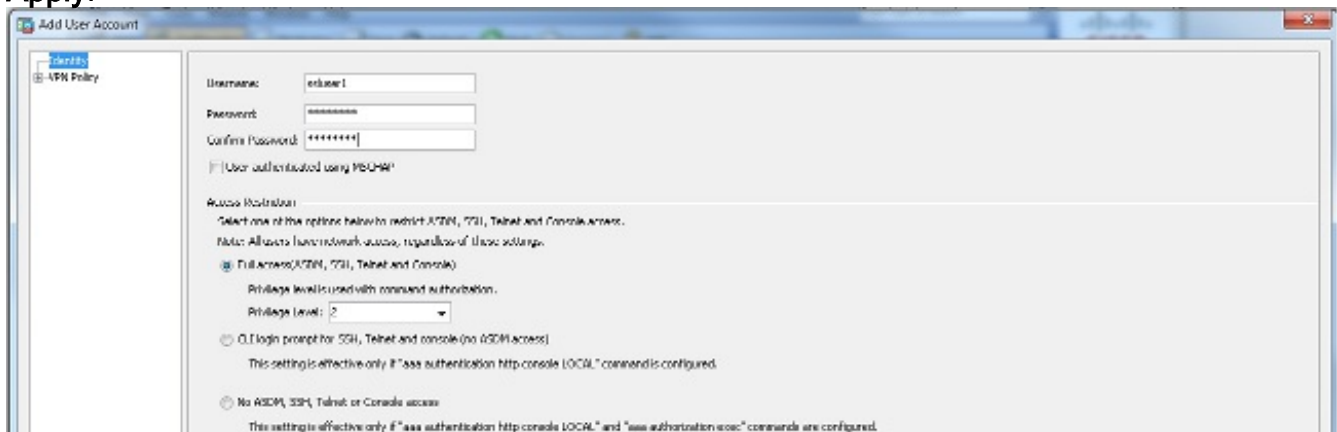 Apply.
Add User Account
Identity
VPN Policy
Username:
Password: ********
Confirm Password: ********
User authenticated using MSCHAP
Access Restriction
Select one of the options below to restrict ASDM, SSH, Telnet and Console access.
Note: All users have network access, regardless of these settings.
Full access(ASDM, SSH, Telnet and Console)
Privilege level is used with command authorization.
Privilege Level: 2
CLI login prompt for SSH, Telnet and console (no ASDM access)
This setting is effective only if "aaa authentication http console LOCAL" command is configured.
No ASDM, SSH, Telnet or Console access
This setting is effective only if "aaa authentication http console LOCAL" and "aaa authorization exec" commands are configured.